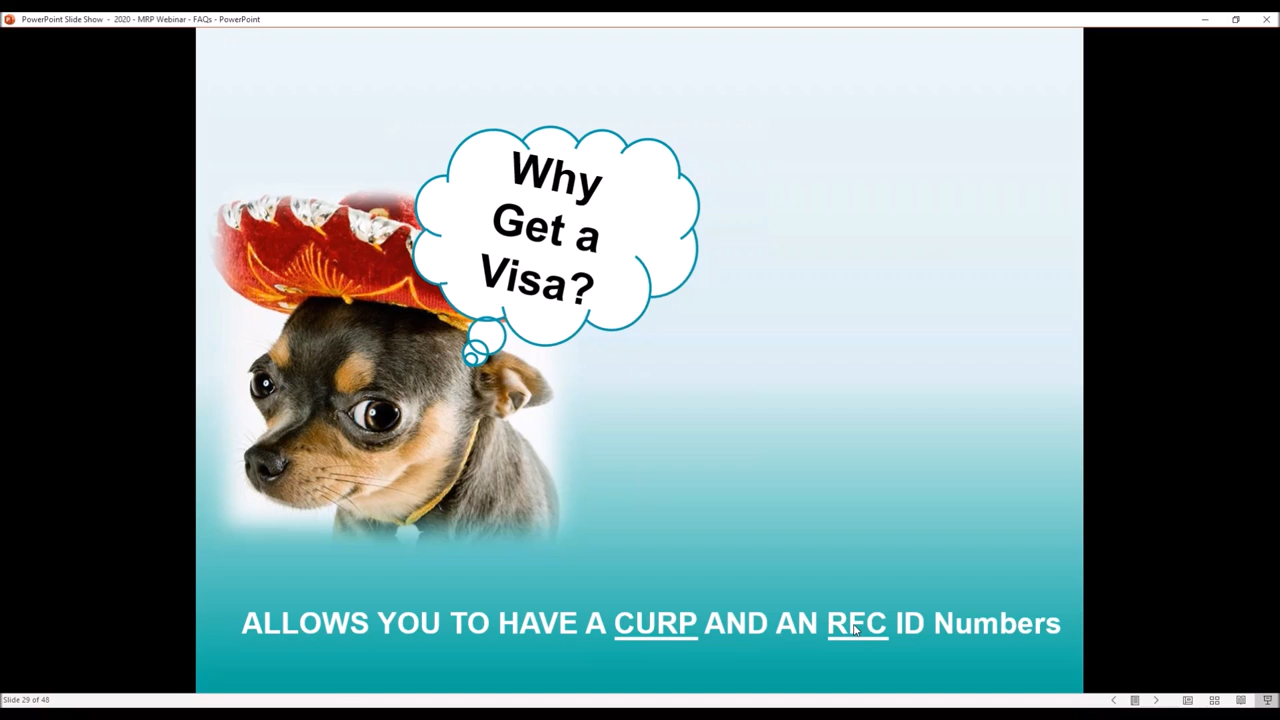 PowerPoint Slide Show - 2020 - MRP Webinar - FAQs - PowerPoint
Why
Get a
Visa?
ALLOWS YOU TO HAVE A CURP AND AN RFC ID Numbers
Slide 29 of 48